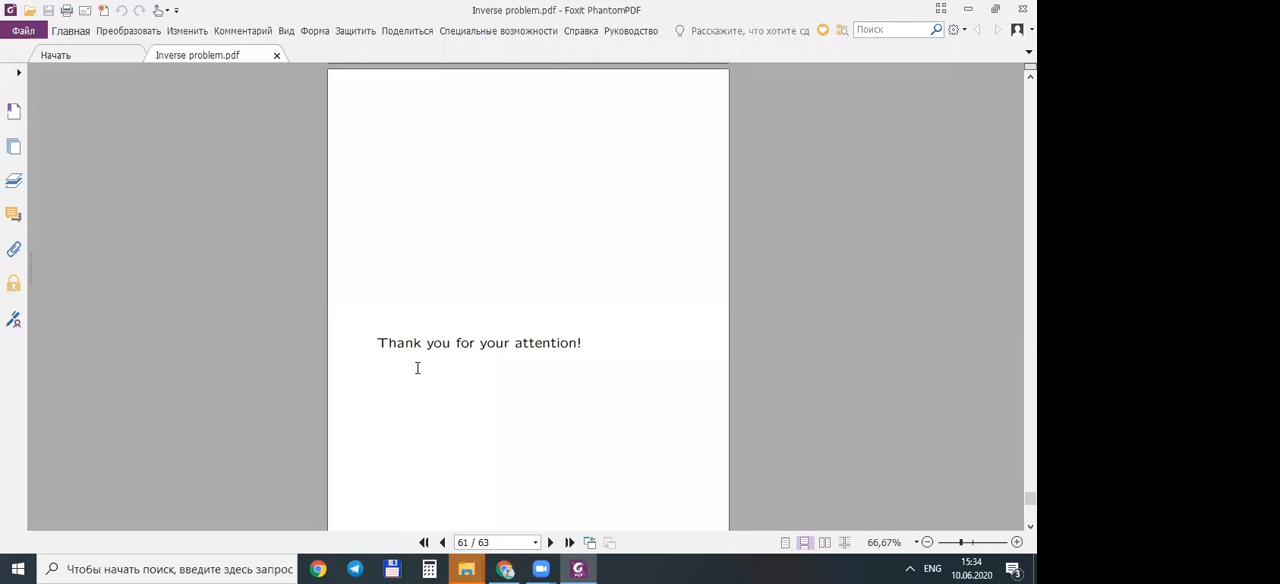 Inverse problem.pdf - Foxit PhantomPDF
Файл Главная Преобразовать Изменить Комментарий Вид Форма Защитить Поделиться Специальные возможности Справка Руководство Расскажите, что хотите сд Поиск
Начать Inverse problem.pdf
Thank you for your attention!
61 / 63 66,67%
Чтобы начать поиск, введите здесь запрос ENG 15:34
10.06.2020 3